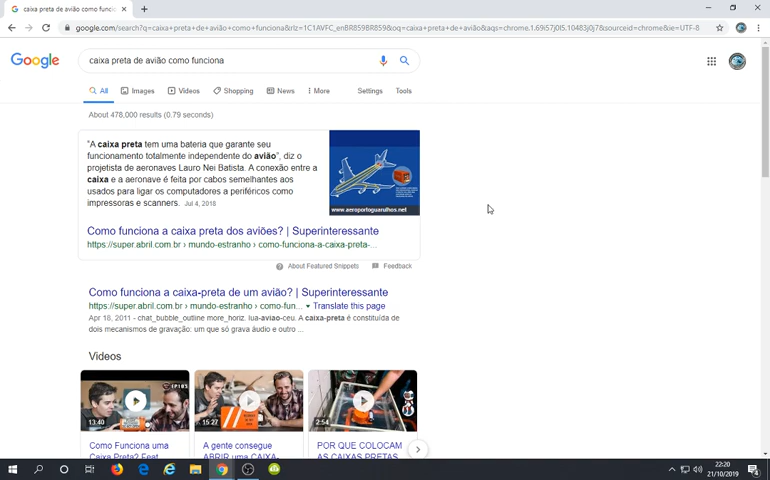 caixa preta de avião como funci
google.com/search?q=caixa+preta+de+avião+como+funciona&rlz=1C1AVFC_enBR859BR859&oq=caixa+preta+de+avião&aqs=chrome.1.69i57j0l5.10483j0j7&sourceid=chrome&ie=UTF-8
Google
caixa preta de avião como funciona
All
Images
Videos
Shopping
News
More
Settings
Tools
About 478,000 results (0.79 seconds)
"A caixa preta tem uma bateria que garante seu
funcionamento totalmente independente do avião", diz o
projetista de aeronaves Lauro Nei Batista. A conexão entre a
caixa e a aeronave é feita por cabos semelhantes aos
usados para ligar os computadores a periféricos como
impressoras e scanners. Jul 4, 2018
www.aeroportoguarulhos.net
Como funciona a caixa preta dos aviões? | Superinteressante
https://super.abril.com.br › mundo-estranho › como-funciona-a-caixa-preta-...
About Featured Snippets
Feedback
Como funciona a caixa-preta de um avião? | Superinteressante
https://super.abril.com.br › mundo-estranho › como-fun... ▾ Translate this page
Apr 18, 2011 - chat_bubble_outline more_horiz. lua-aviao-ceu. A caixa-preta é constituída de
dois mecanismos de gravação: um que só grava áudio e outro ...
Videos
13:40
15:27
2:54
Como Funciona uma
Caixa Preta? Feat
A gente consegue
ABRIR uma CAIXA-
POR QUE COLOCAM
AS CAIXAS PRETAS
22:20
21/10/2019
4